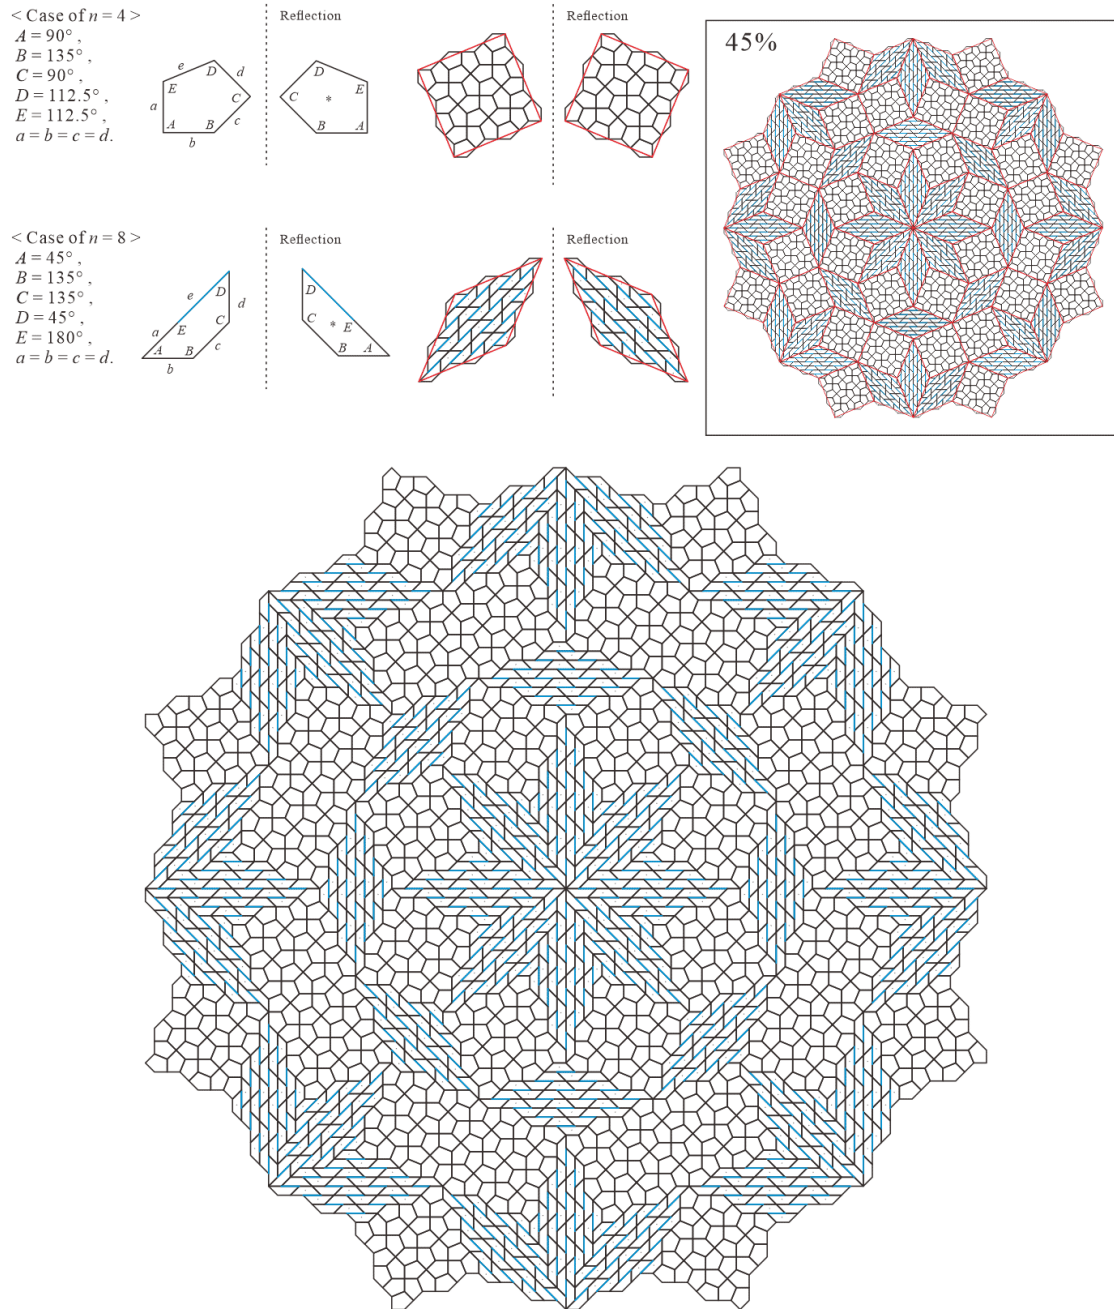 < Case of n = 4 >
A = 90° ,
B = 135° ,
C = 90° ,
D = 112.5° ,
E = 112.5° ,
a = b = c = d.
e
D
d
E
a
C
A
B
c
b
Reflection
D
C
*
E
B
A
Reflection
45%
< Case of n = 8 >
A = 45° ,
B = 135° ,
C = 135° ,
D = 45° ,
E = 180° ,
a = b = c = d.
e
D
d
a
E
C
A
B
c
b
Reflection
D
C
*
E
B
A
Reflection